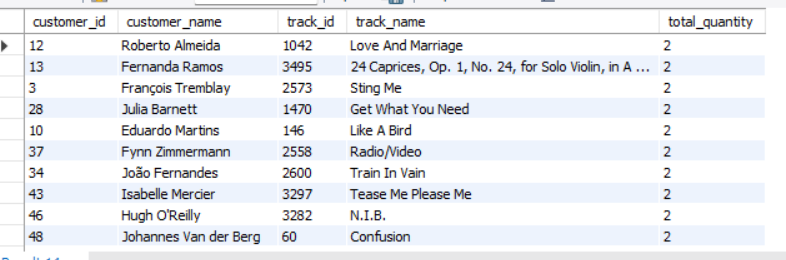 customer_id customer_name track_id track_name total_quantity
12 Roberto Almeida 1042 Love And Marriage 2
13 Fernanda Ramos 3495 24 Caprices, Op. 1, No. 24, for Solo Violin, in A ... 2
3 François Tremblay 2573 Sting Me 2
28 Julia Barnett 1470 Get What You Need 2
10 Eduardo Martins 146 Like A Bird 2
37 Fynn Zimmermann 2558 Radio/Video 2
34 João Fernandes 2600 Train In Vain 2
43 Isabelle Mercier 3297 Tease Me Please Me 2
46 Hugh O'Reilly 3282 N.I.B. 2
48 Johannes Van der Berg 60 Confusion 2